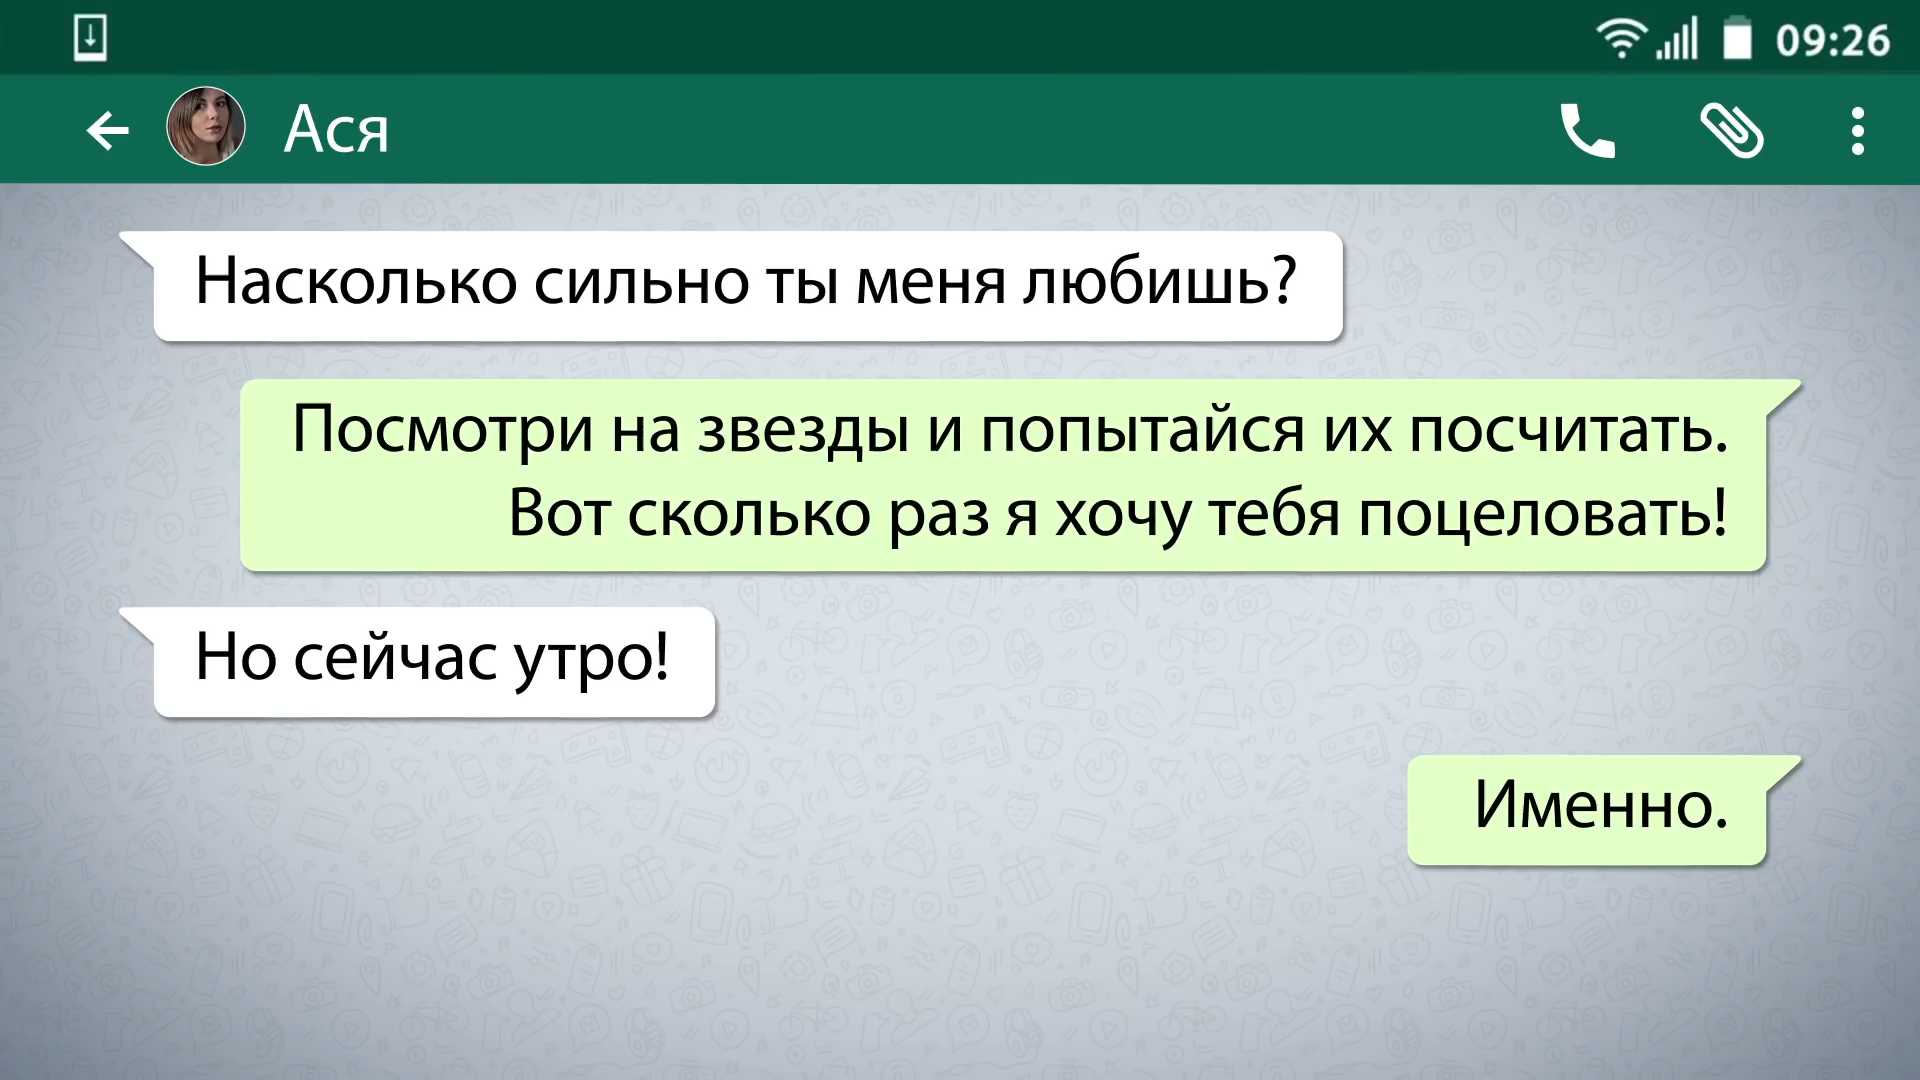 09:26
Ася
Насколько сильно ты меня любишь?
Посмотри на звезды и попытайся их посчитать.
Вот сколько раз я хочу тебя поцеловать!
Но сейчас утро!
Именно.